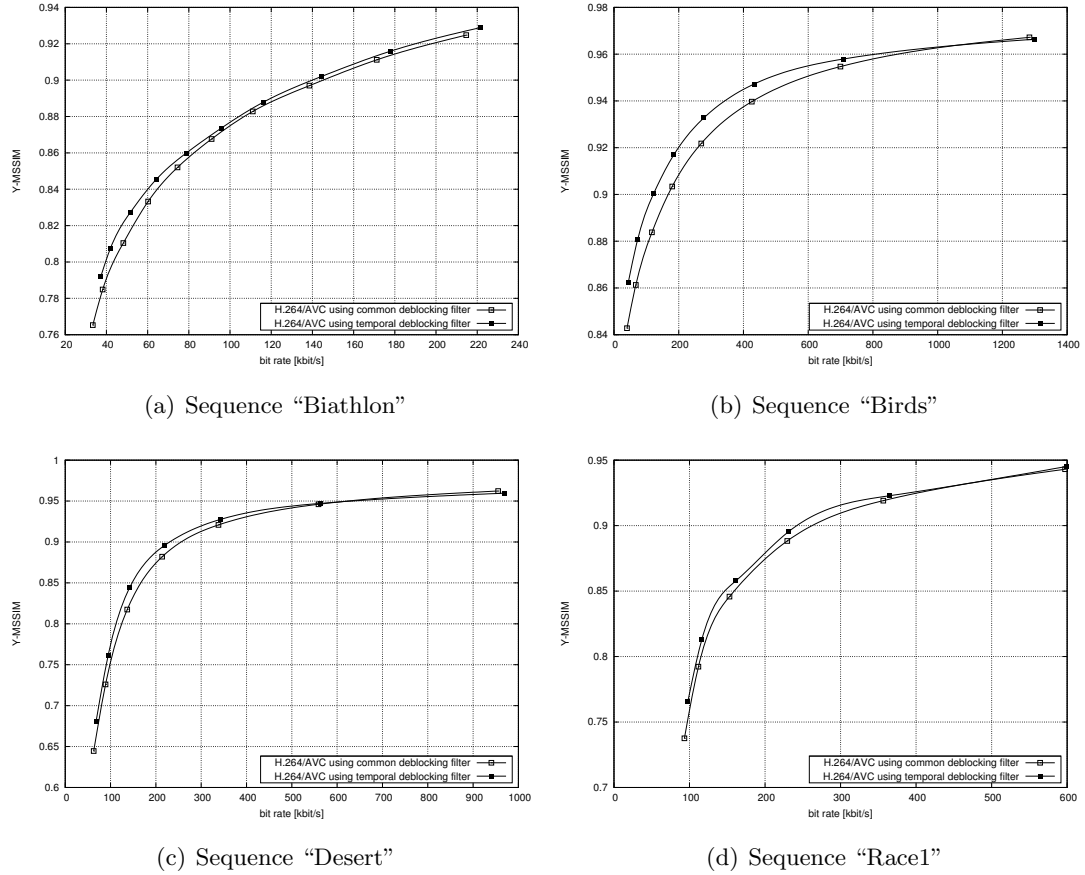 0.94
0.92
0.9
0.88
0.86
0.84
0.82
0.8
0.78
0.76
Y-MSSIM
H.264/AVC using common deblocking filter
H.264/AVC using temporal deblocking filter
20 40 60 80 100 120 140 160 180 200 220 240
bit rate [kbit/s]
(a) Sequence “Biathlon”
0.98
0.96
0.94
0.92
0.9
0.88
0.86
0.84
Y-MSSIM
H.264/AVC using common deblocking filter
H.264/AVC using temporal deblocking filter
0 200 400 600 800 1000 1200 1400
bit rate [kbit/s]
(b) Sequence “Birds”
1
0.95
0.9
0.85
0.8
0.75
0.7
0.65
0.6
Y-MSSIM
H.264/AVC using common deblocking filter
H.264/AVC using temporal deblocking filter
0 100 200 300 400 500 600 700 800 900 1000
bit rate [kbit/s]
(c) Sequence “Desert”
0.95
0.9
0.85
0.8
0.75
0.7
Y-MSSIM
H.264/AVC using common deblocking filter
H.264/AVC using temporal deblocking filter
0 100 200 300 400 500 600
bit rate [kbit/s]
(d) Sequence “Race1”